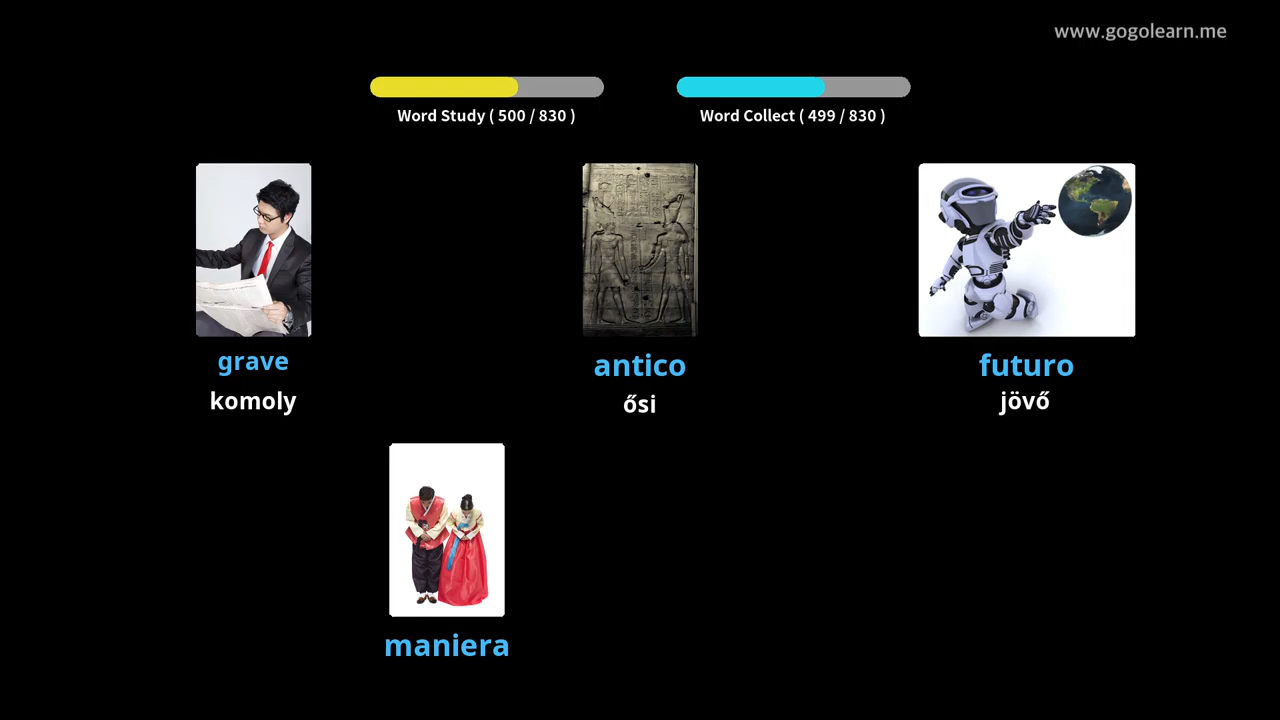 www.gogolearn.me
Word Study ( 500 / 830 )
Word Collect ( 499 / 830 )
grave
komoly
antico
ősi
futuro
jövő
maniera